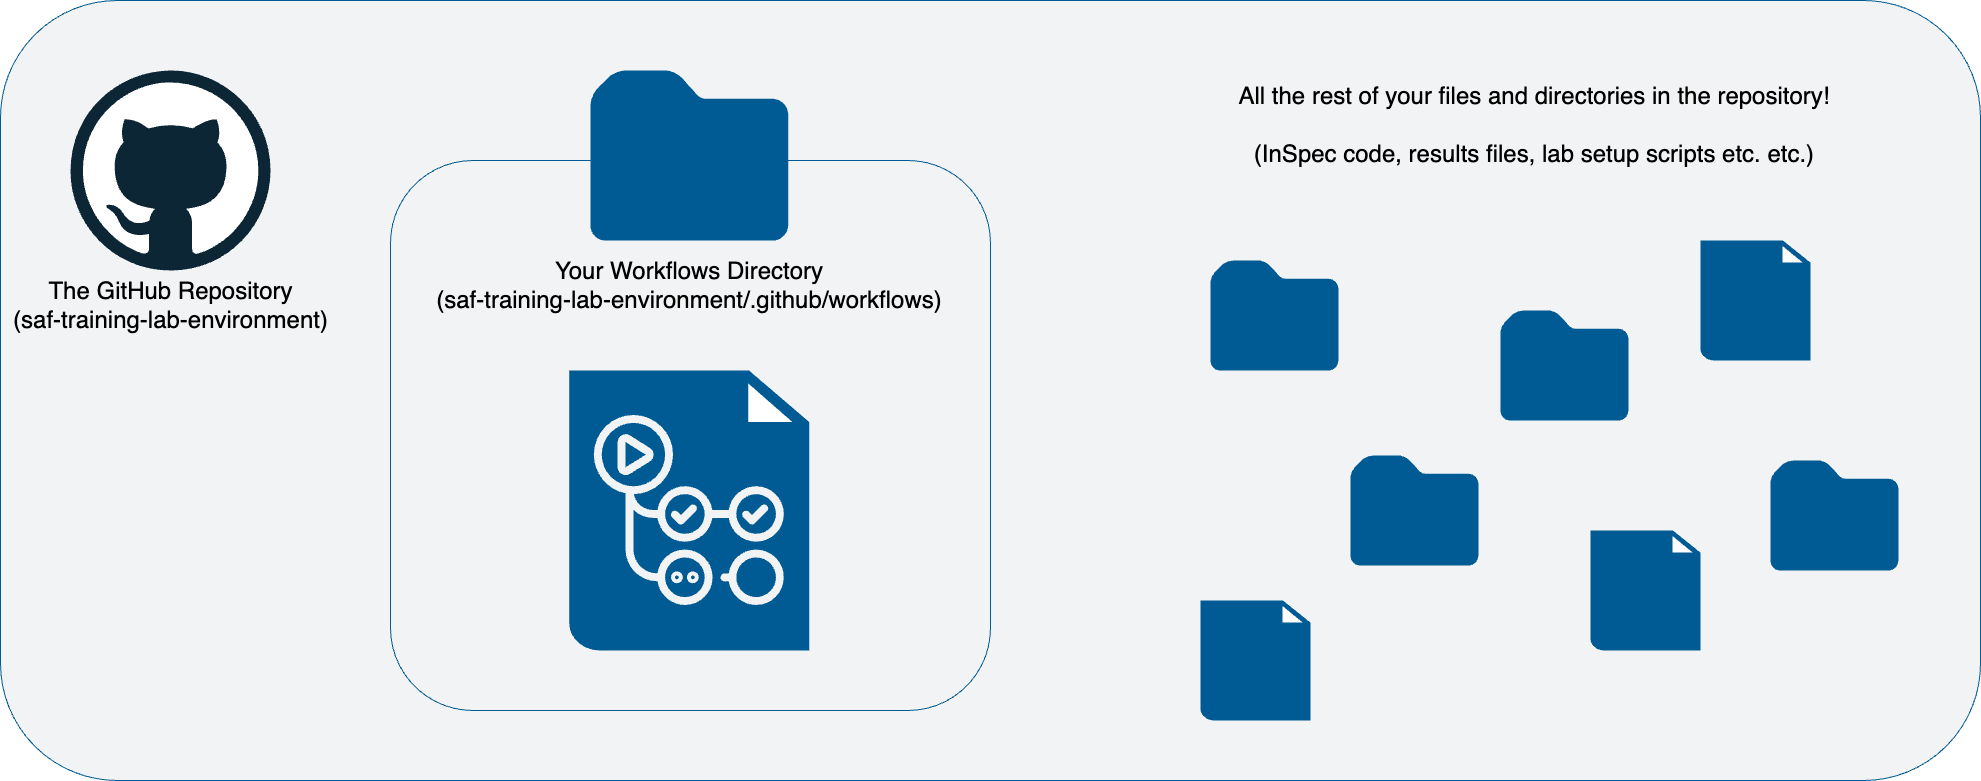 The GitHub Repository
(saf-training-lab-environment)
Your Workflows Directory
(saf-training-lab-environment/.github/workflows)
All the rest of your files and directories in the repository!
(InSpec code, results files, lab setup scripts etc. etc.)